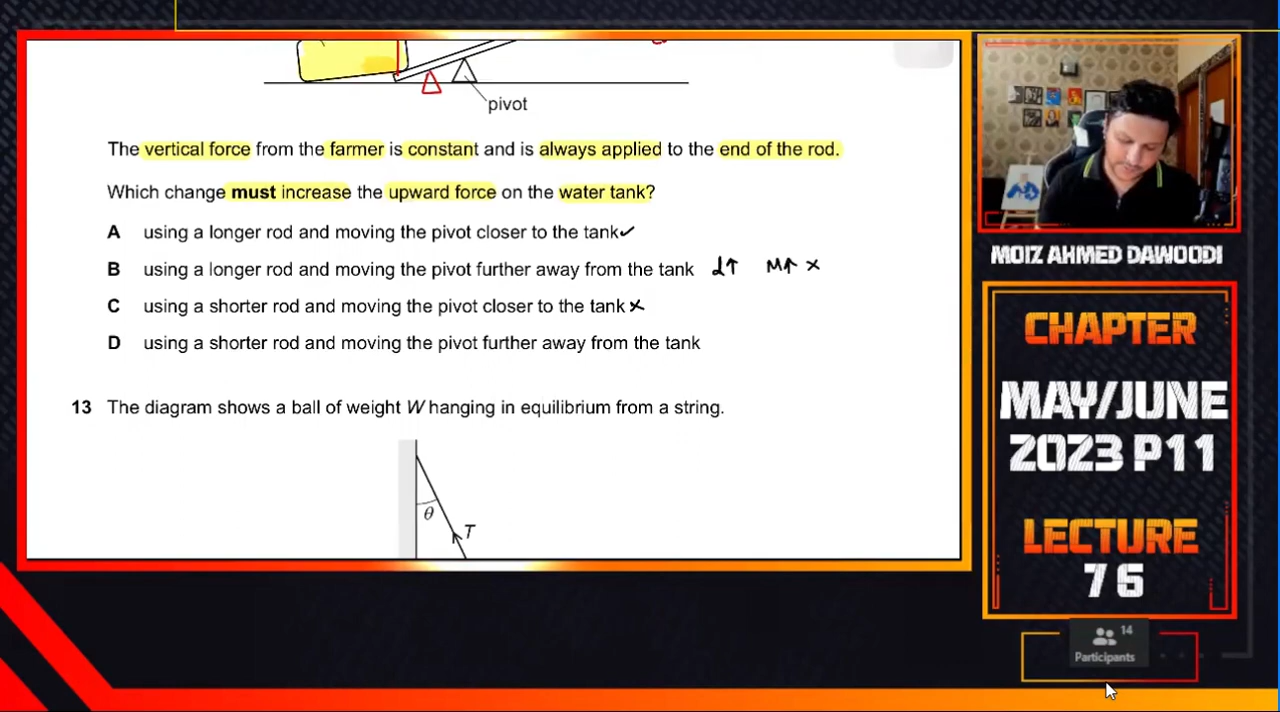 pivot
The vertical force from the farmer is constant and is always applied to the end of the rod.
Which change must increase the upward force on the water tank?
A using a longer rod and moving the pivot closer to the tank ✓
B using a longer rod and moving the pivot further away from the tank d↑ M↑ ×
C using a shorter rod and moving the pivot closer to the tank ×
D using a shorter rod and moving the pivot further away from the tank
13 The diagram shows a ball of weight W hanging in equilibrium from a string.
θ
T
MOIZ AHMED DAWOODI
CHAPTER
MAY/JUNE
2023 P11
LECTURE
76
14
Participants